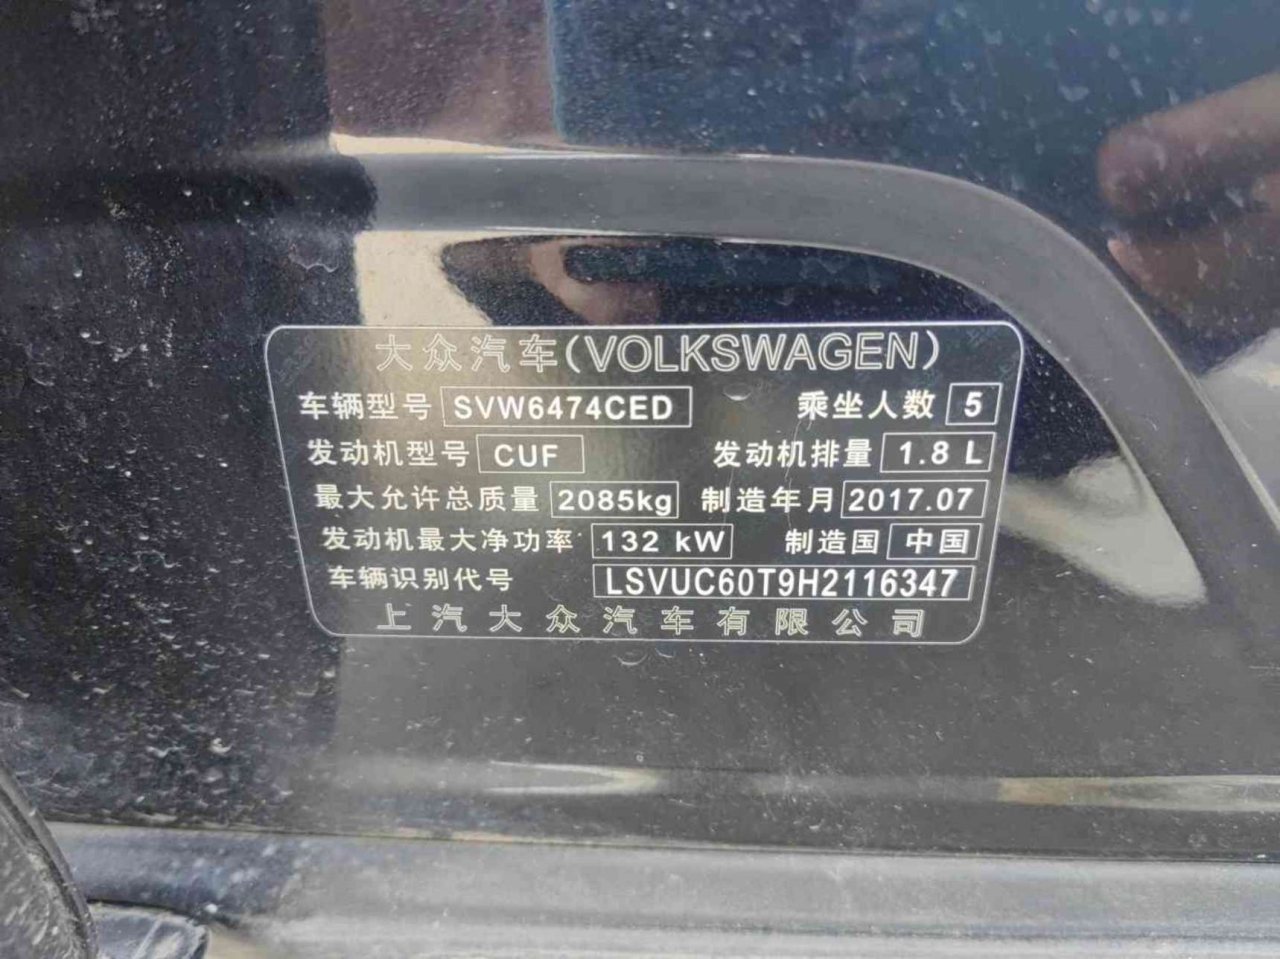 大众汽车(VOLKSWAGEN)
车辆型号 SVW6474CED 乘坐人数 5
发动机型号 CUF 发动机排量 1.8 L
最大允许总质量 2085kg 制造年月 2017.07
发动机最大净功率 132 kW 制造国 中国
车辆识别代号 LSVUC60T9H2116347
上汽大众汽车有限公司